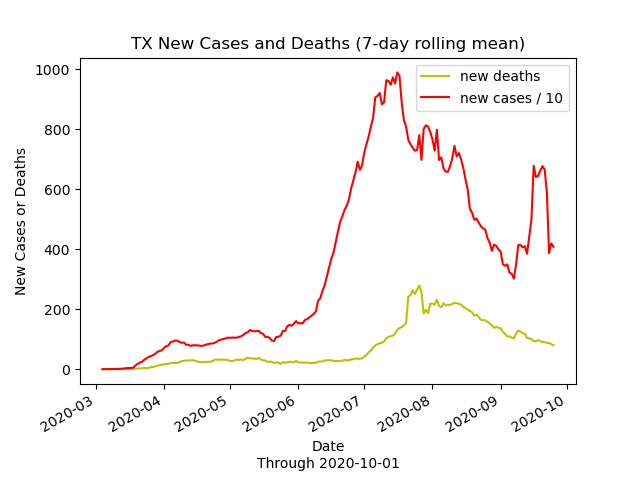 TX New Cases and Deaths (7-day rolling mean)
new deaths
new cases / 10
1000
800
600
400
200
0
New Cases or Deaths
2020-03
2020-04
2020-05
2020-06
2020-07
2020-08
2020-09
2020-10
Date
Through 2020-10-01